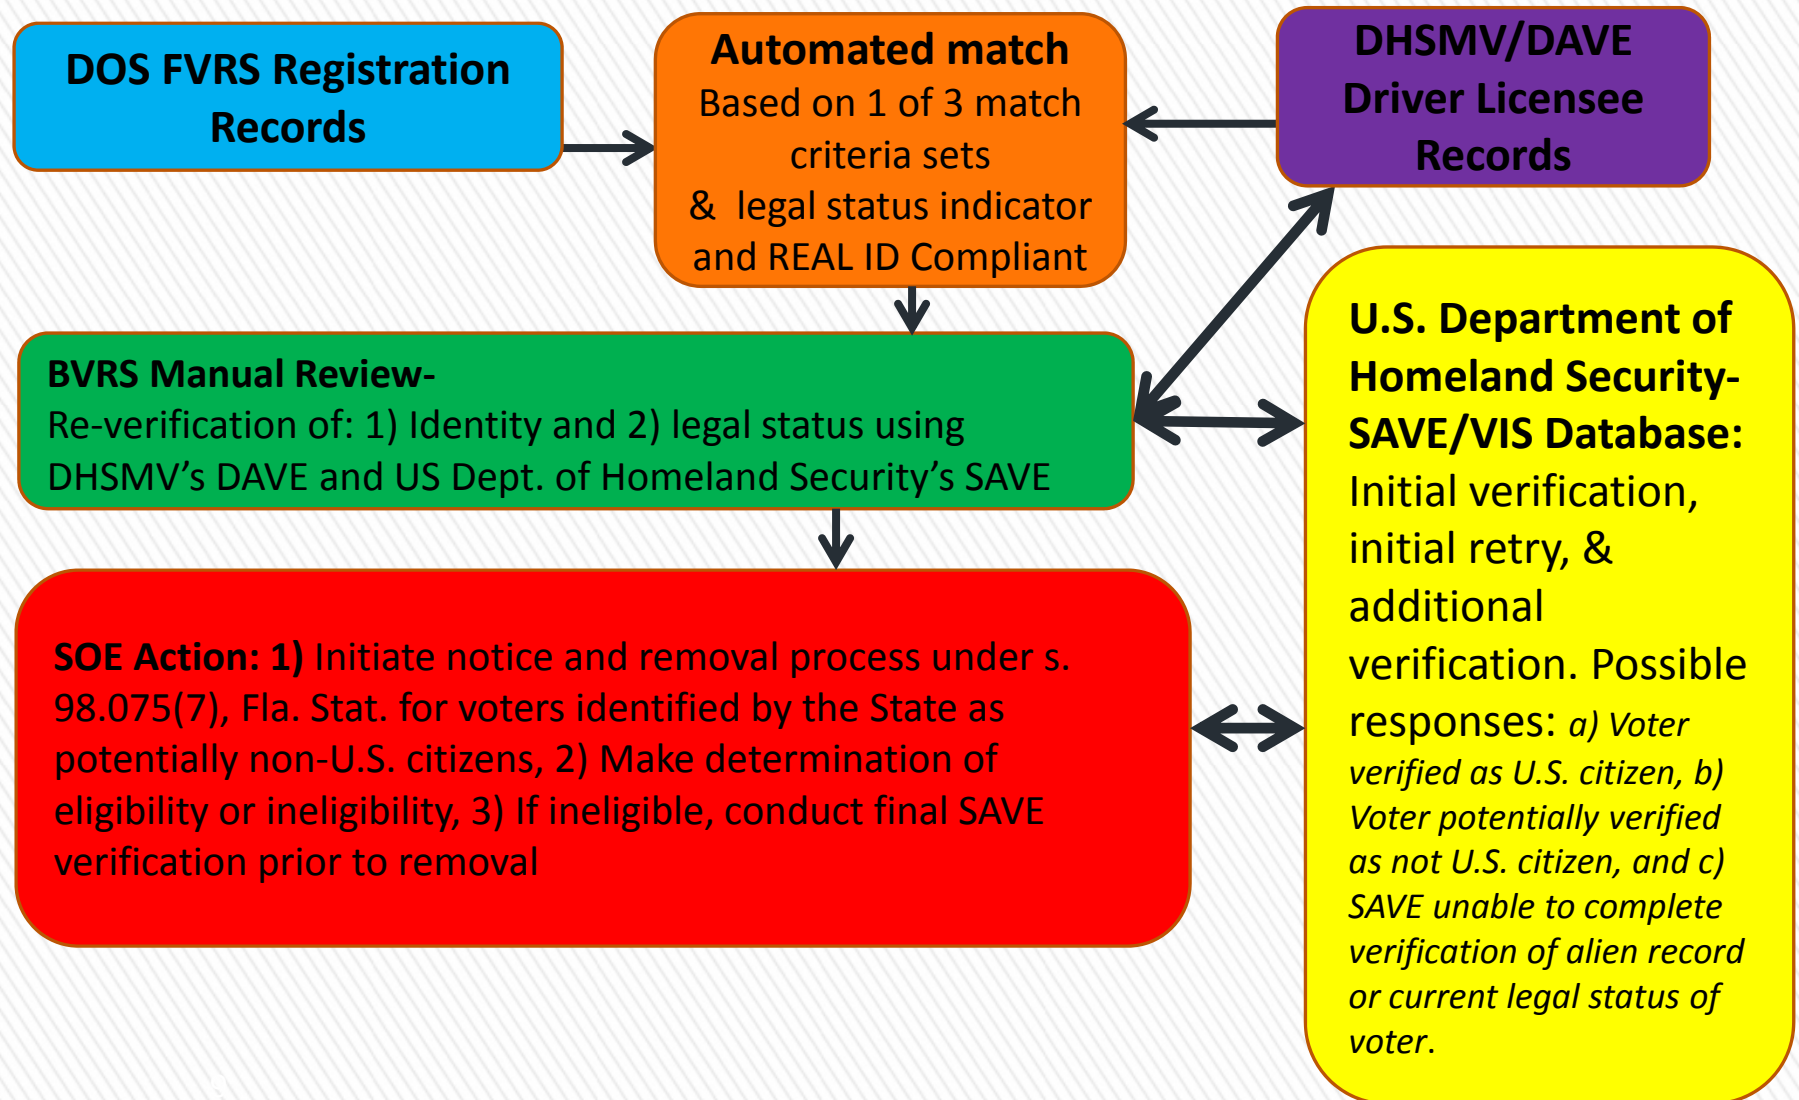 DOS FVRS Registration
Records
Automated match
Based on 1 of 3 match
criteria sets
& legal status indicator
and REAL ID Compliant
DHSMV/DAVE
Driver Licensee
Records
BVRS Manual Review-
Re-verification of: 1) Identity and 2) legal status using
DHSMV’s DAVE and US Dept. of Homeland Security’s SAVE
U.S. Department of
Homeland Security-
SAVE/VIS Database:
Initial verification,
initial retry, &
additional
verification. Possible
responses: a) Voter
verified as U.S. citizen, b)
Voter potentially verified
as not U.S. citizen, and c)
SAVE unable to complete
verification of alien record
or current legal status of
voter.
SOE Action: 1) Initiate notice and removal process under s.
98.075(7), Fla. Stat. for voters identified by the State as
potentially non-U.S. citizens, 2) Make determination of
eligibility or ineligibility, 3) If ineligible, conduct final SAVE
verification prior to removal